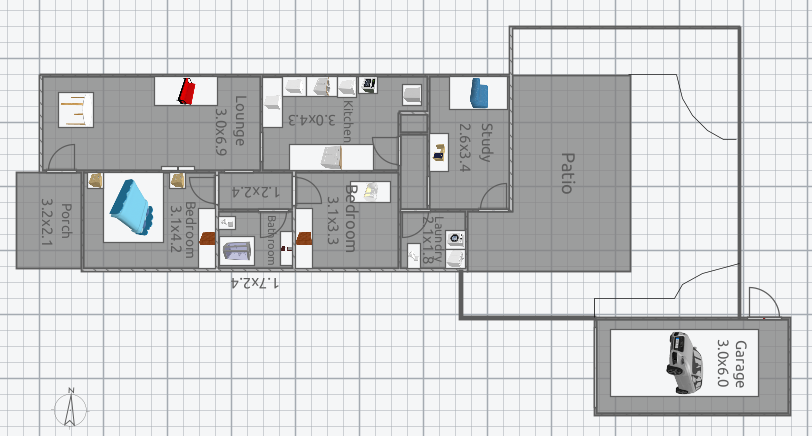 Lounge
3.0x6.9
Kitchen
3.0x4.3
Study
2.6x3.4
Patio
Porch
3.2x2.1
Bedroom
3.1x4.2
1.2x2.4
Bathroom
1.7x2.4
Bedroom
3.1x3.3
Laundry
2.1x1.8
Garage
3.0x6.0
N